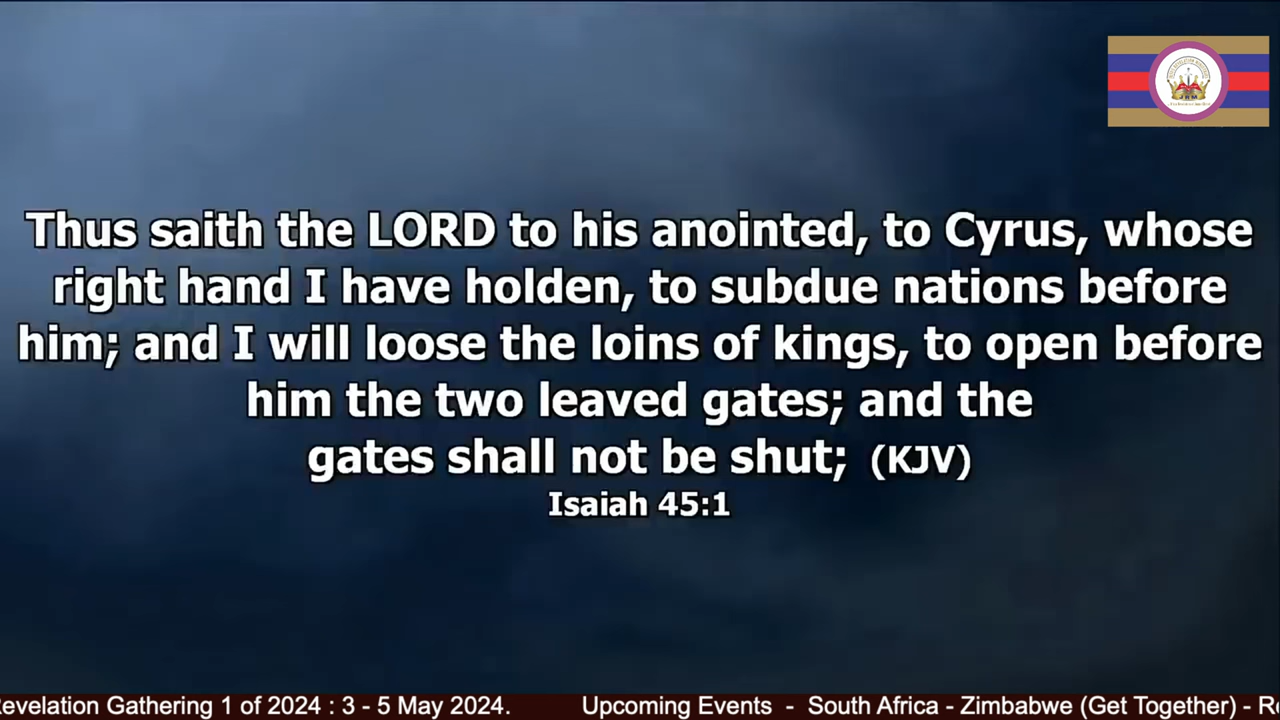 Thus saith the LORD to his anointed, to Cyrus, whose
right hand I have holden, to subdue nations before
him; and I will loose the loins of kings, to open before
him the two leaved gates; and the
gates shall not be shut; (KJV)
Isaiah 45:1
evelation Gathering 1 of 2024 : 3 - 5 May 2024. Upcoming Events - South Africa - Zimbabwe (Get Together) - R